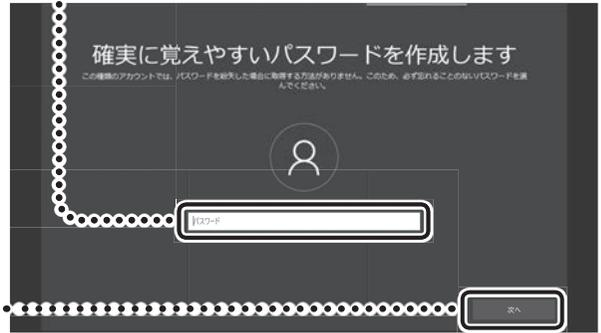 確実に覚えやすいパスワードを作成します
この種類のアカウントでは、パスワードを紛失した場合に取得する方法がありません。このため、必ず忘れることのないパスワードを選
んでください。
パスワード
次へ